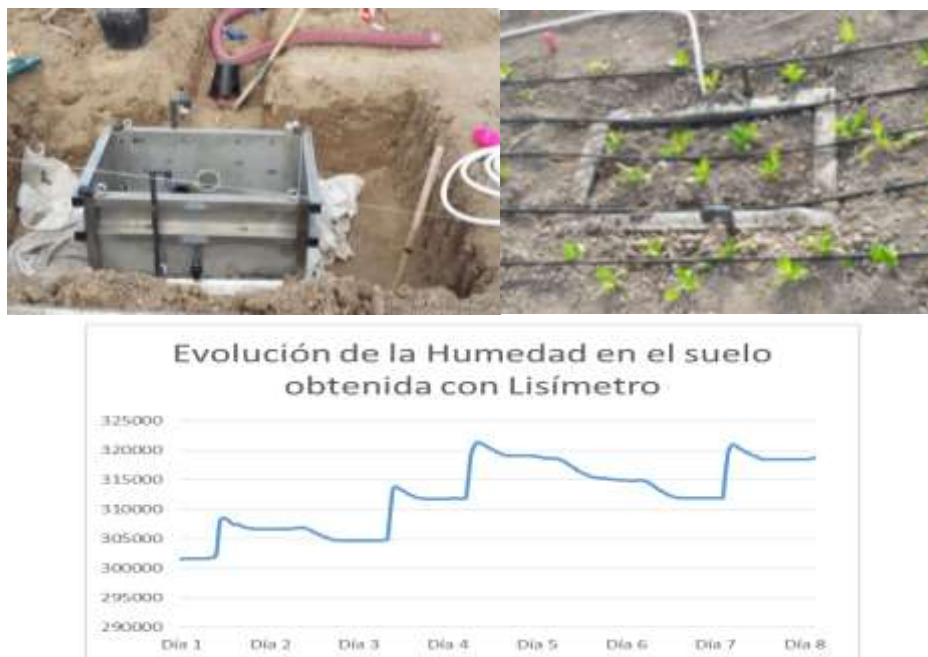 Evolución de la Humedad en el suelo
obtenida con Lisímetro
325000
320000
315000
310000
305000
300000
295000
290000
Día 1 Día 2 Día 3 Día 4 Día 5 Día 6 Día 7 Día 8